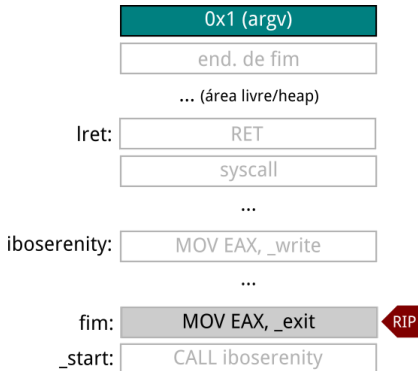 0x1 (argv)
end. de fim
... (área livre/heap)
lret: RET
syscall
...
iboserenity: MOV EAX, _write
...
fim: MOV EAX, _exit RIP
_start: CALL iboserenity